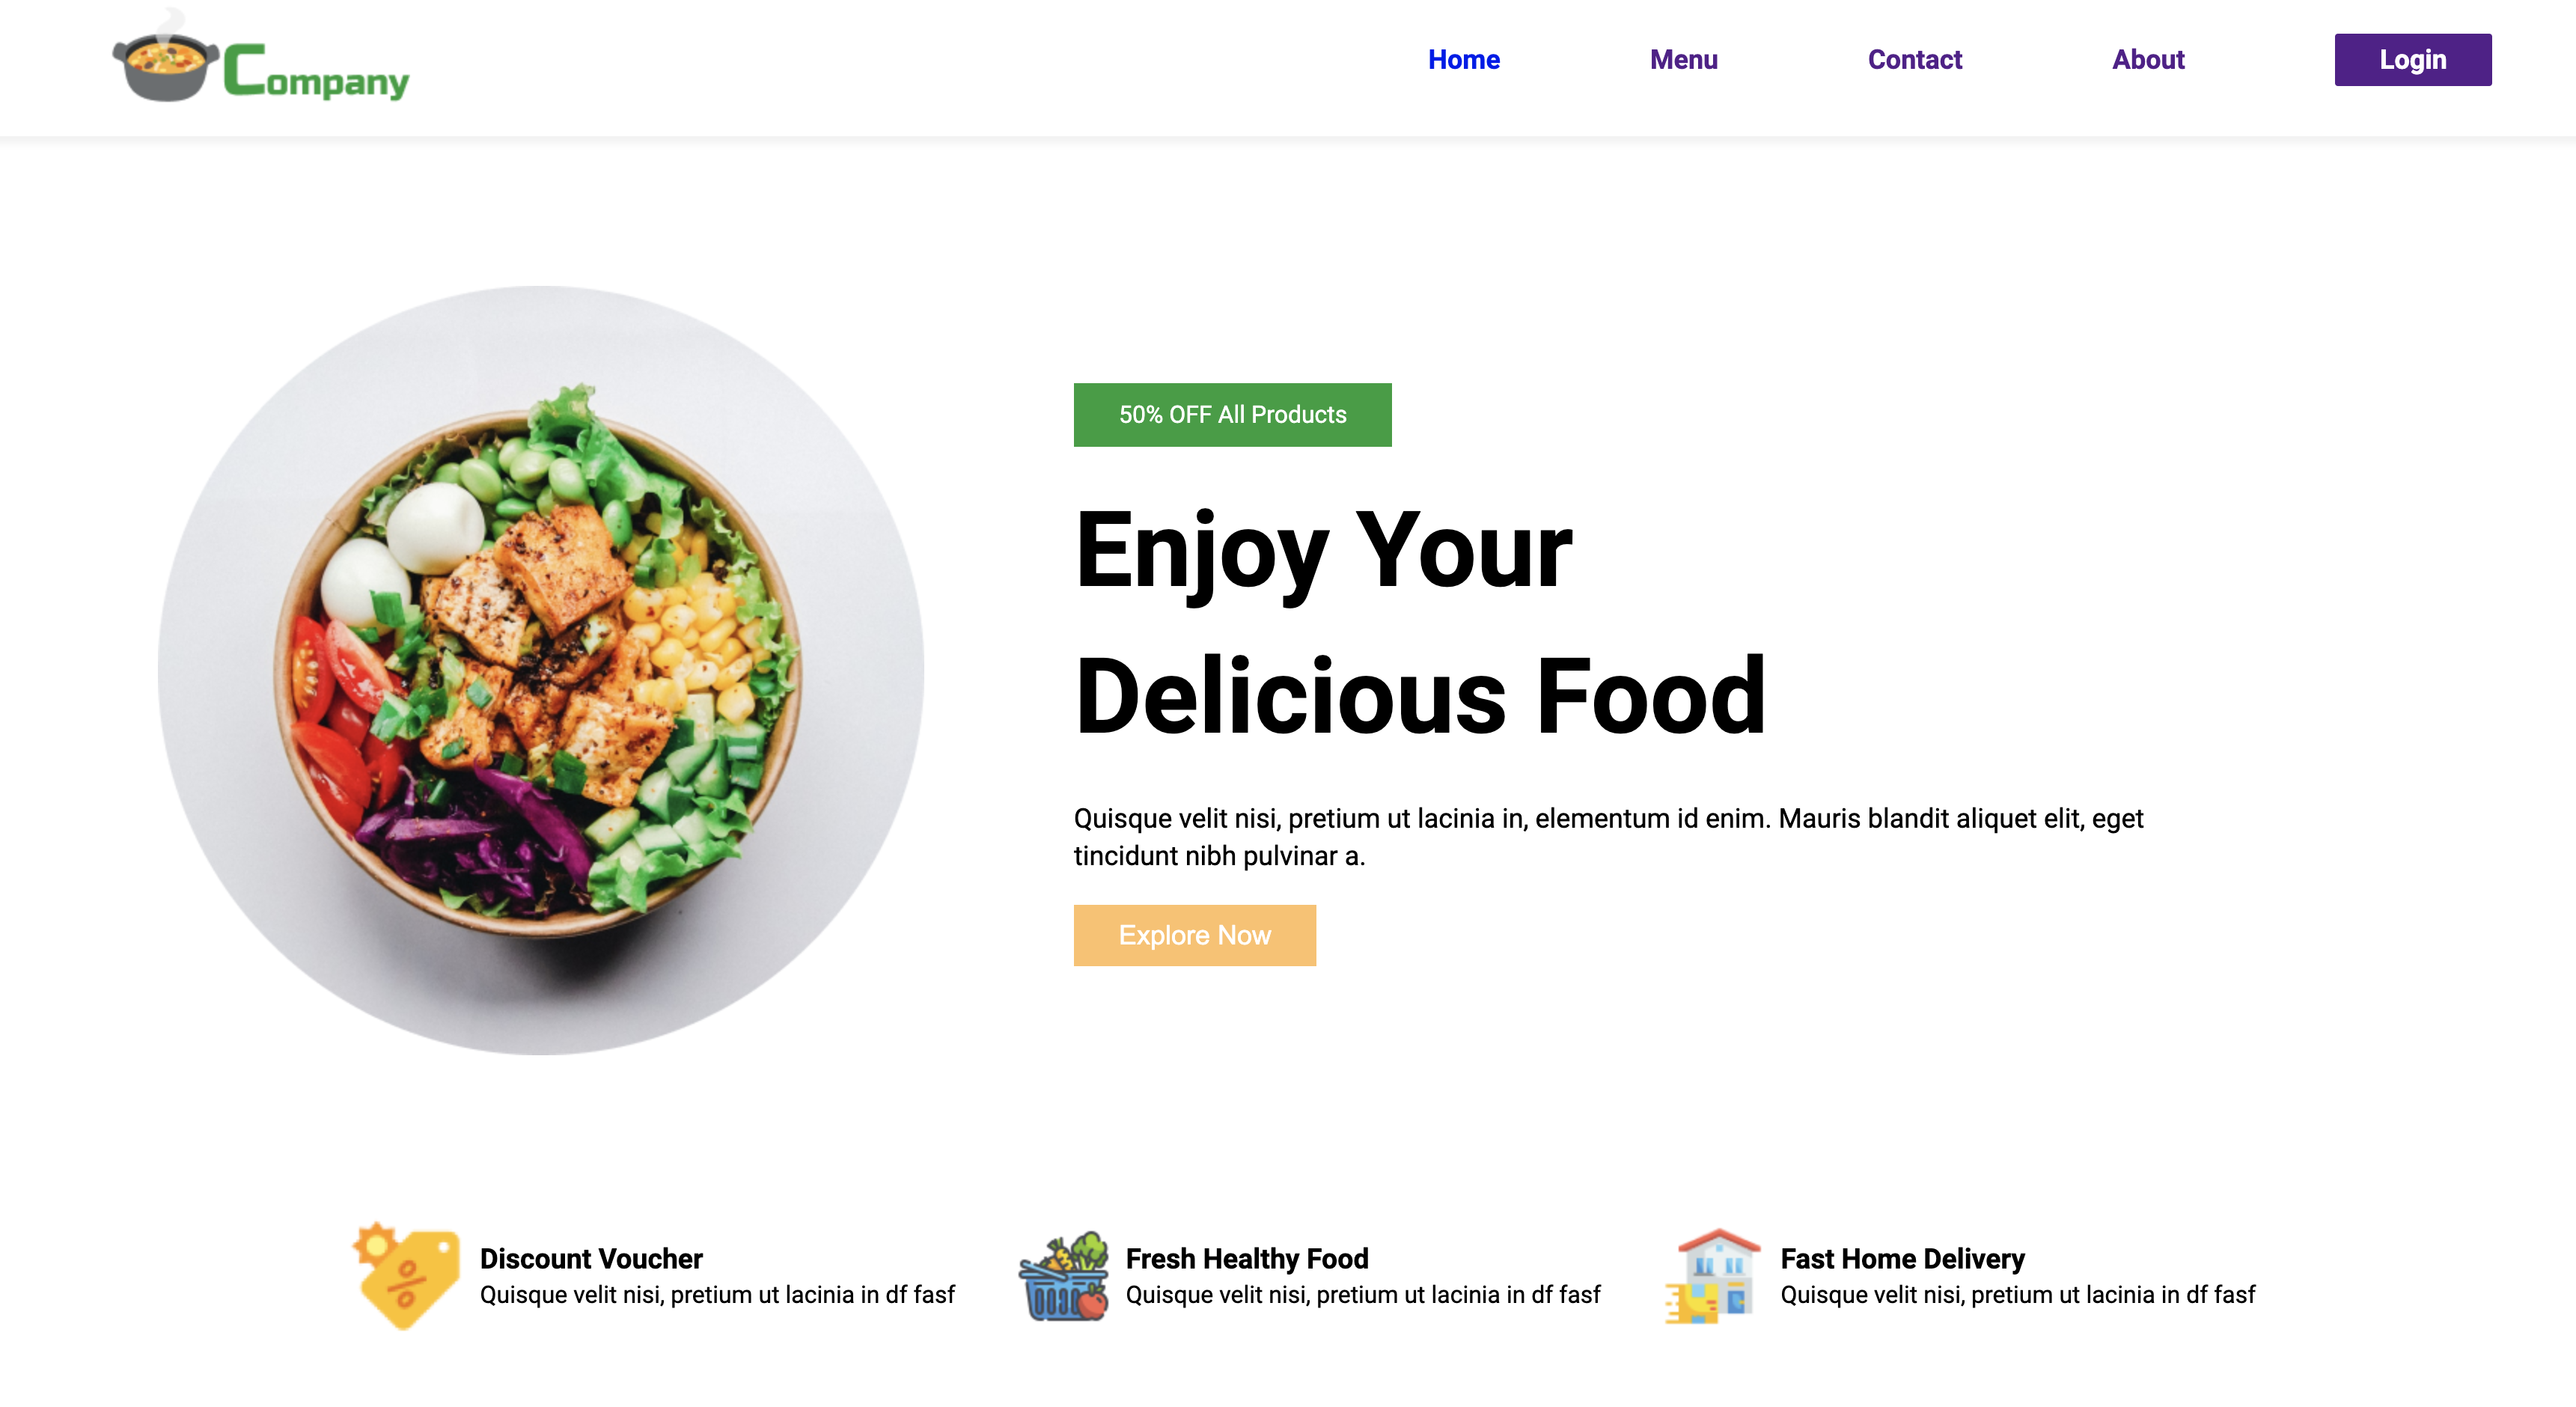 Company
Home
Menu
Contact
About
Login
50% OFF All Products
Enjoy Your
Delicious Food
Quisque velit nisi, pretium ut lacinia in, elementum id enim. Mauris blandit aliquet elit, eget
tincidunt nibh pulvinar a.
Explore Now
%
Discount Voucher
Quisque velit nisi, pretium ut lacinia in df fasf
Fresh Healthy Food
Quisque velit nisi, pretium ut lacinia in df fasf
Fast Home Delivery
Quisque velit nisi, pretium ut lacinia in df fasf